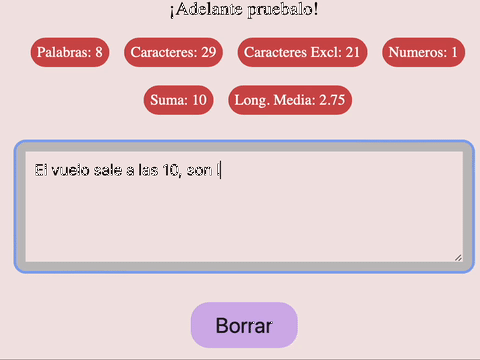 ¡Adelante pruebalo!
Palabras: 8 Caracteres: 29 Caracteres Excl: 21 Numeros: 1
Suma: 10 Long. Media: 2.75
El vuelo sale a las 10, son l
Borrar